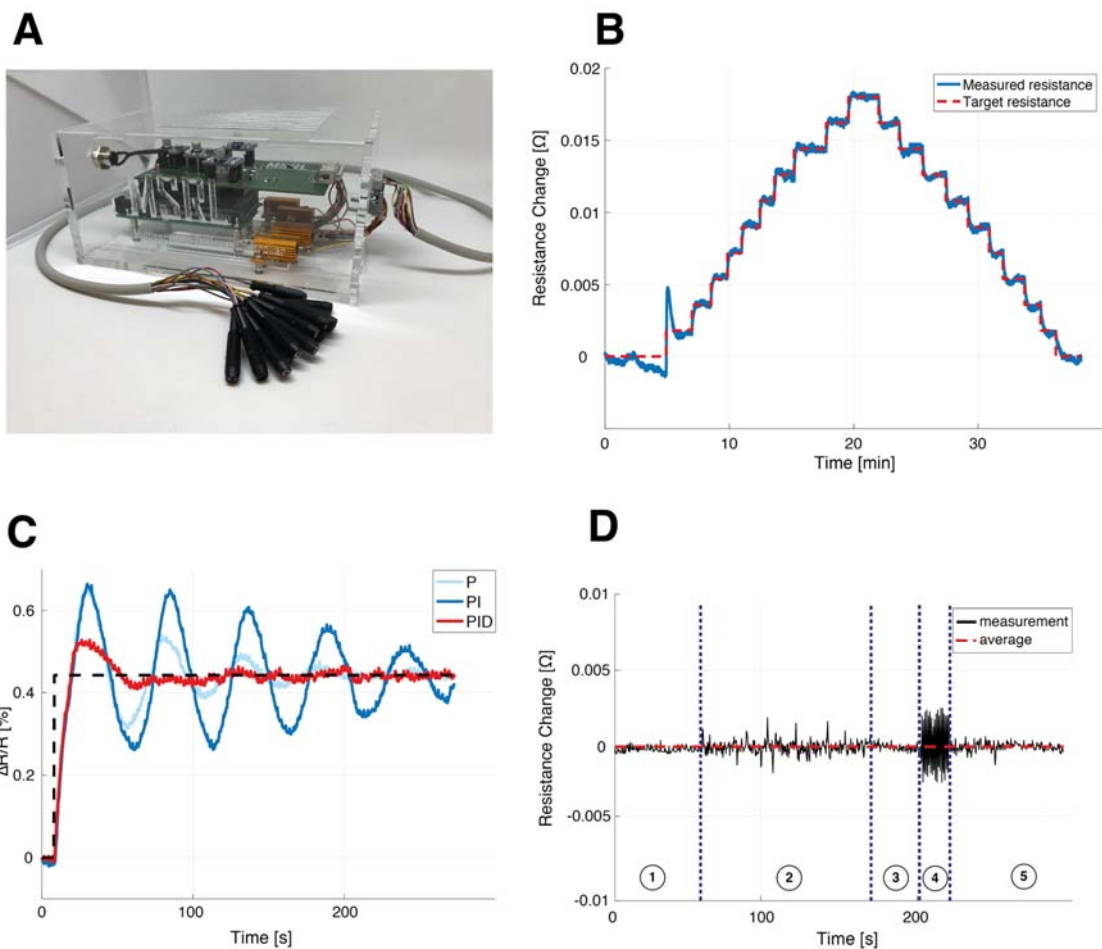 A
B
0.02
Measured resistance
Target resistance
0.015
0.01
0.005
0
Resistance Change [Ω]
0
10
20
30
Time [min]
C
P
PI
PID
0.6
0.4
0.2
0
ΔR/R [%]
0
100
200
Time [s]
D
0.01
measurement
average
0.005
0
-0.005
-0.01
Resistance Change [Ω]
1
2
3
4
5
0
100
200
Time [s]